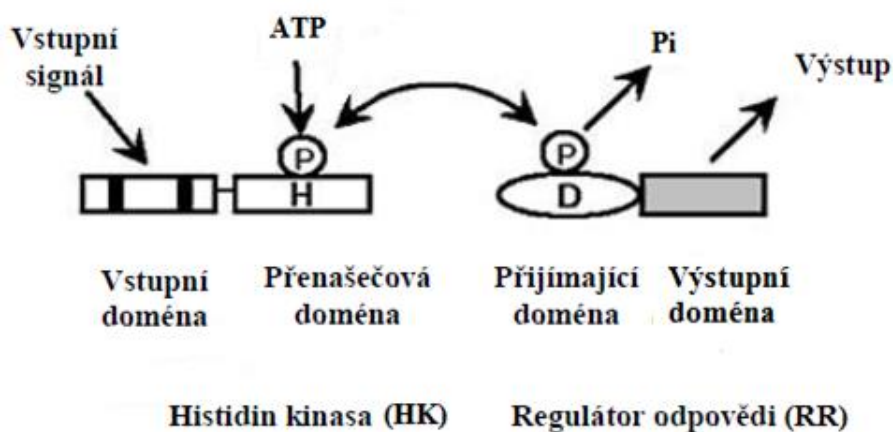 Vstupní
signál
ATP
Pi
Výstup
P
P
H
D
Vstupní
doména
Přenašečová
doména
Přijímající
doména
Výstupní
doména
Histidin kinasa (HK)
Regulátor odpovědi (RR)